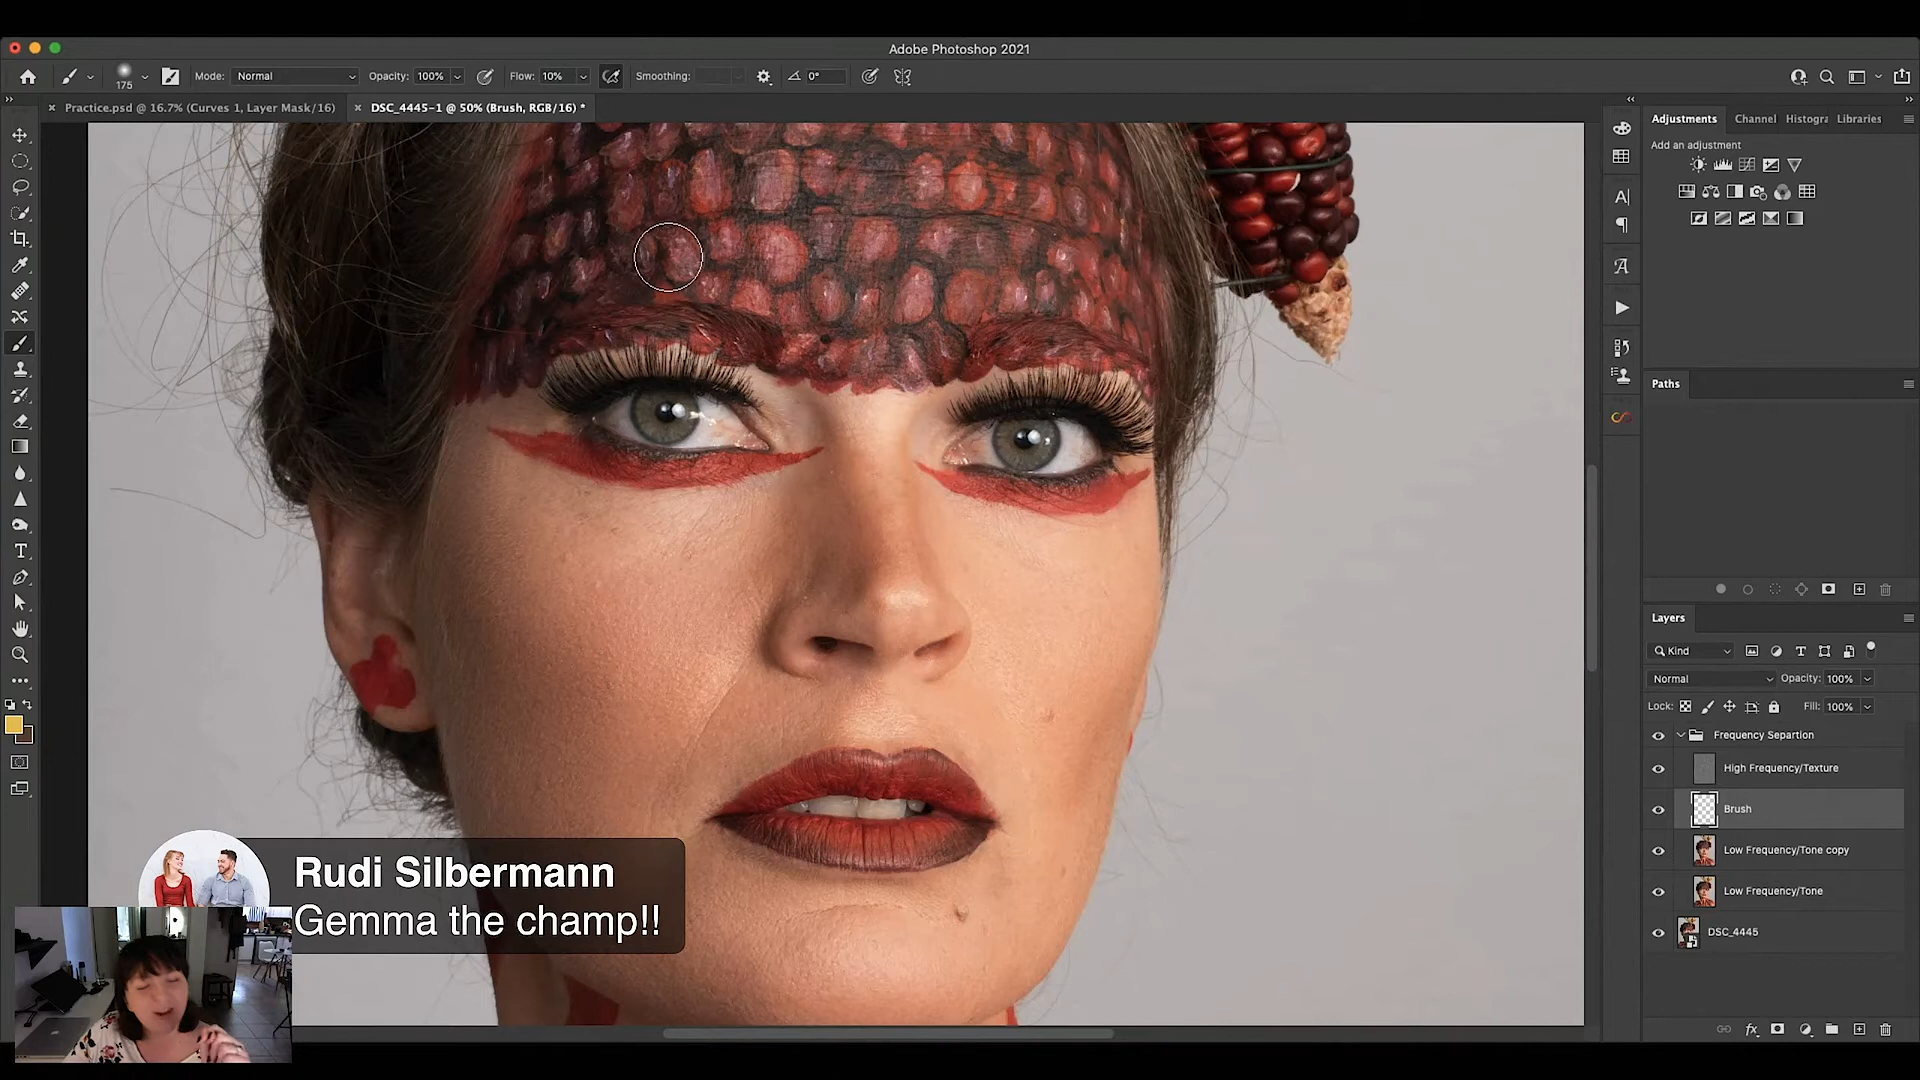 Adobe Photoshop 2021
175
Mode: Normal
Opacity: 100%
Flow: 10%
Smoothing:
0°
Practice.psd @ 16.7% (Curves 1, Layer Mask/16)
DSC_4445-1 @ 50% (Brush, RGB/16) *
Adjustments
Channel
Histogra
Libraries
Add an adjustment
Paths
Layers
Kind
Normal
Opacity: 100%
Lock:
Fill: 100%
Frequency Separtion
High Frequency/Texture
Brush
Low Frequency/Tone copy
Low Frequency/Tone
DSC_4445
Rudi Silbermann
Gemma the champ!!